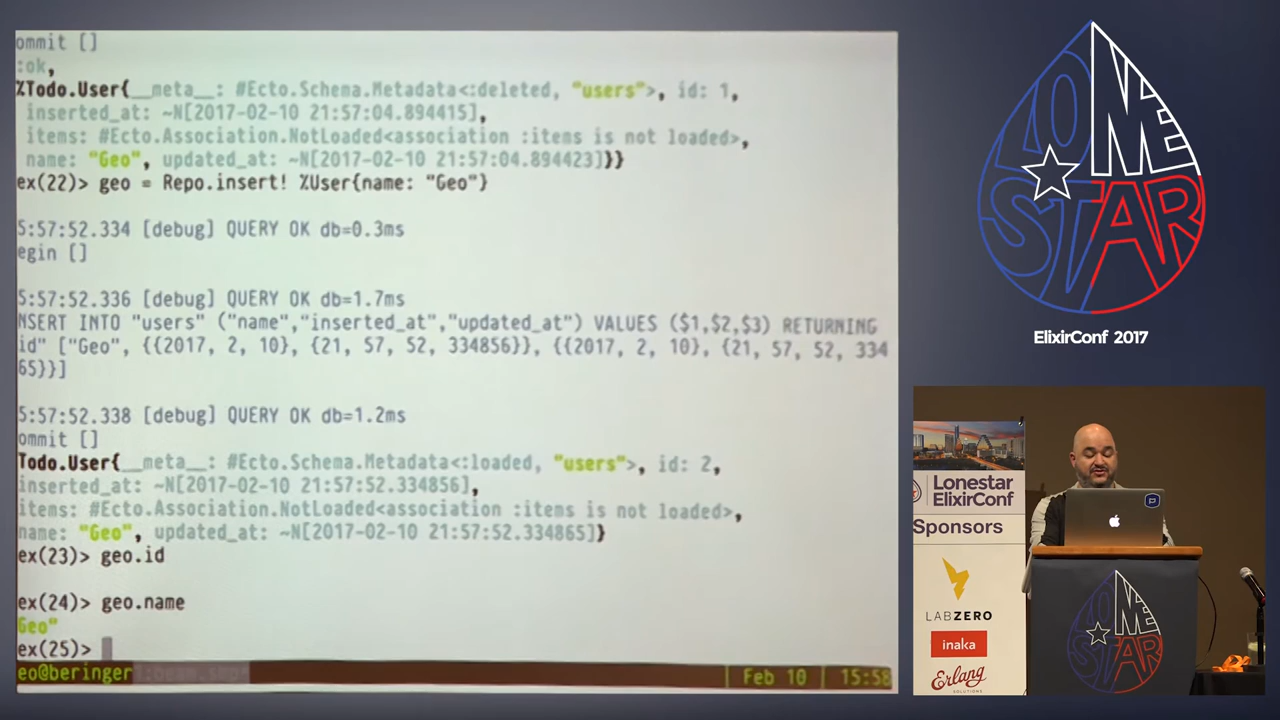 ommit []
:ok,
%Todo.User{__meta__: #Ecto.Schema.Metadata<:deleted, "users">, id: 1,
inserted_at: ~N[2017-02-10 21:57:04.894415],
items: #Ecto.Association.NotLoaded<association :items is not loaded>,
name: "Geo", updated_at: ~N[2017-02-10 21:57:04.894423]}}
ex(22)> geo = Repo.insert! %User{name: "Geo"}
5:57:52.334 [debug] QUERY OK db=0.3ms
egin []
5:57:52.336 [debug] QUERY OK db=1.7ms
NSERT INTO "users" ("name","inserted_at","updated_at") VALUES ($1,$2,$3) RETURNING
id" ["Geo", {{2017, 2, 10}, {21, 57, 52, 334856}}, {{2017, 2, 10}, {21, 57, 52, 334
65}}]
5:57:52.338 [debug] QUERY OK db=1.2ms
ommit []
Todo.User{__meta__: #Ecto.Schema.Metadata<:loaded, "users">, id: 2,
inserted_at: ~N[2017-02-10 21:57:52.334856],
items: #Ecto.Association.NotLoaded<association :items is not loaded>,
name: "Geo", updated_at: ~N[2017-02-10 21:57:52.334865]}
ex(23)> geo.id
ex(24)> geo.name
Geo"
ex(25)>
eo@beringer
Feb 10 | 15:58
LONE
STAR
ElixirConf 2017
Lonestar
ElixirConf
Sponsors
LABZERO
inaka
Erlang
SOLUTIONS
LONE
STAR